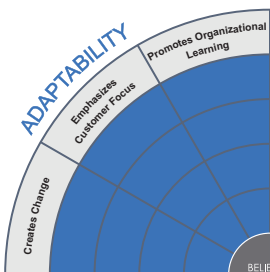 ADAPTABILITY
Creates Change
Emphasizes
Customer Focus
Promotes Organizational
Learning
BELIE